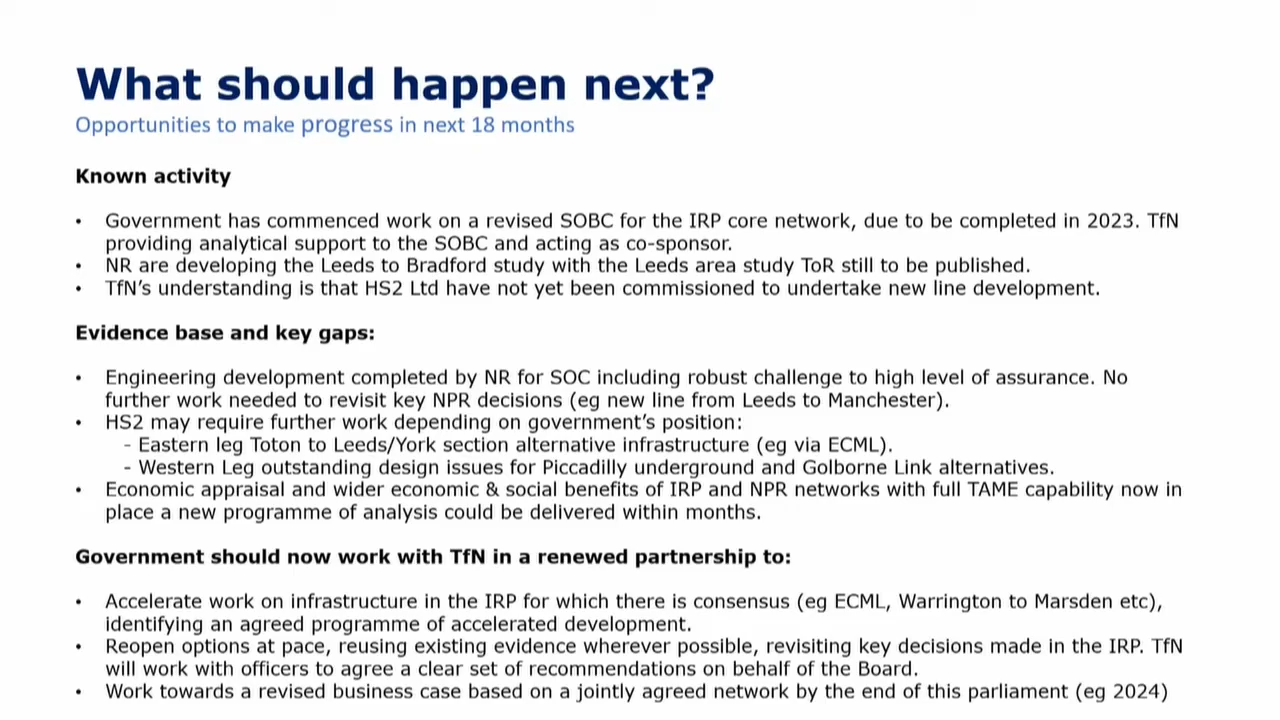 What should happen next?
Opportunities to make progress in next 18 months
Known activity
• Government has commenced work on a revised SOBC for the IRP core network, due to be completed in 2023. TfN
providing analytical support to the SOBC and acting as co-sponsor.
• NR are developing the Leeds to Bradford study with the Leeds area study ToR still to be published.
• TfN’s understanding is that HS2 Ltd have not yet been commissioned to undertake new line development.
Evidence base and key gaps:
• Engineering development completed by NR for SOC including robust challenge to high level of assurance. No
further work needed to revisit key NPR decisions (eg new line from Leeds to Manchester).
• HS2 may require further work depending on government’s position:
- Eastern leg Toton to Leeds/York section alternative infrastructure (eg via ECML).
- Western Leg outstanding design issues for Piccadilly underground and Golborne Link alternatives.
• Economic appraisal and wider economic & social benefits of IRP and NPR networks with full TAME capability now in
place a new programme of analysis could be delivered within months.
Government should now work with TfN in a renewed partnership to:
• Accelerate work on infrastructure in the IRP for which there is consensus (eg ECML, Warrington to Marsden etc),
identifying an agreed programme of accelerated development.
• Reopen options at pace, reusing existing evidence wherever possible, revisiting key decisions made in the IRP. TfN
will work with officers to agree a clear set of recommendations on behalf of the Board.
• Work towards a revised business case based on a jointly agreed network by the end of this parliament (eg 2024)